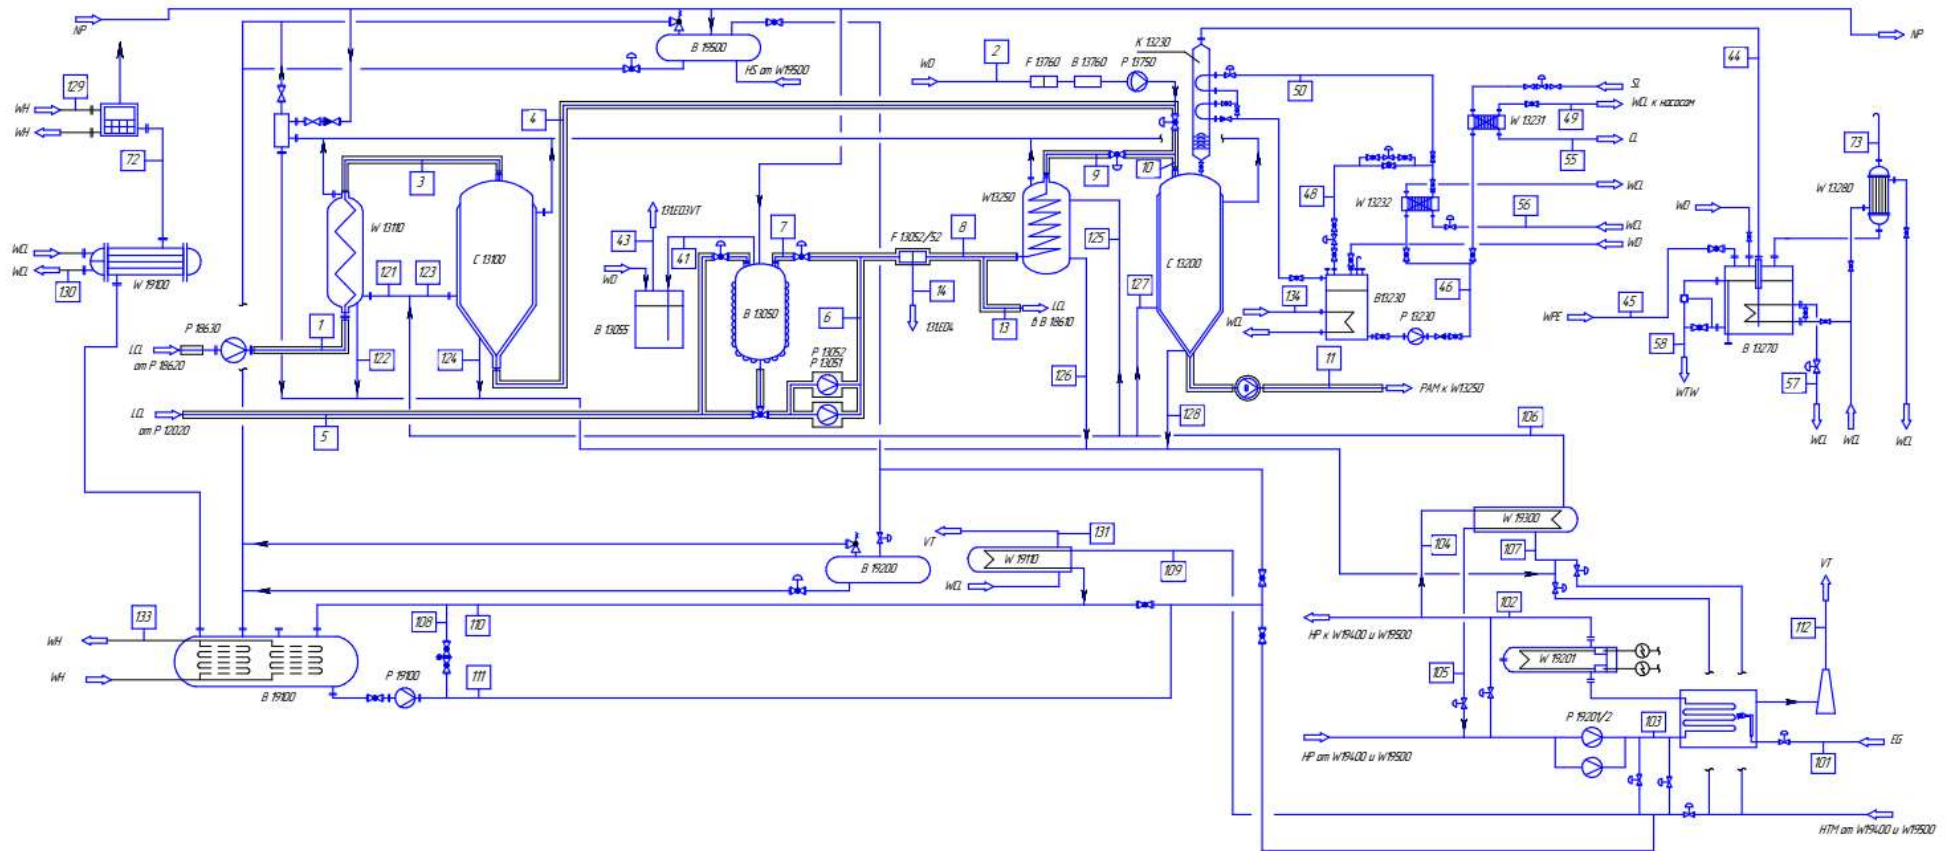 NP
NP
B 19500
HS от W19500
WH
129
WH
72
WCL
WCL
130
W 19100
P 18630
LCL
от P 18620
1
3
W 13110
C 13100
121
123
122
124
4
LCL
от P 12020
5
WD
2
F 13760
B 13760
P 13750
K 13230
131.E03VT
43
41
WD
B 13055
7
B 13050
6
P 13052
P 13051
F 13052/52
14
131.E04
8
13
LCL
в B 18610
W13250
9
10
125
126
127
C 13200
128
11
PAM к W13250
106
50
48
W 13232
134
WCL
B13230
P 13230
46
SL
WCL к насосам
49
W 13231
CL
55
WCL
56
WCL
WD
44
WD
WPE
45
58
WTW
B 13270
57
WCL
WCL
WCL
73
W 13280
VT
131
W 19110
109
WCL
B 19200
133
WH
WH
B 19100
108
110
P 19100
111
W 19300
104
107
102
HP к W19400 и W19500
105
W 19201
HP от W19400 и W19500
P 19201/2
103
VT
112
EG
101
HTM от W19400 и W19500